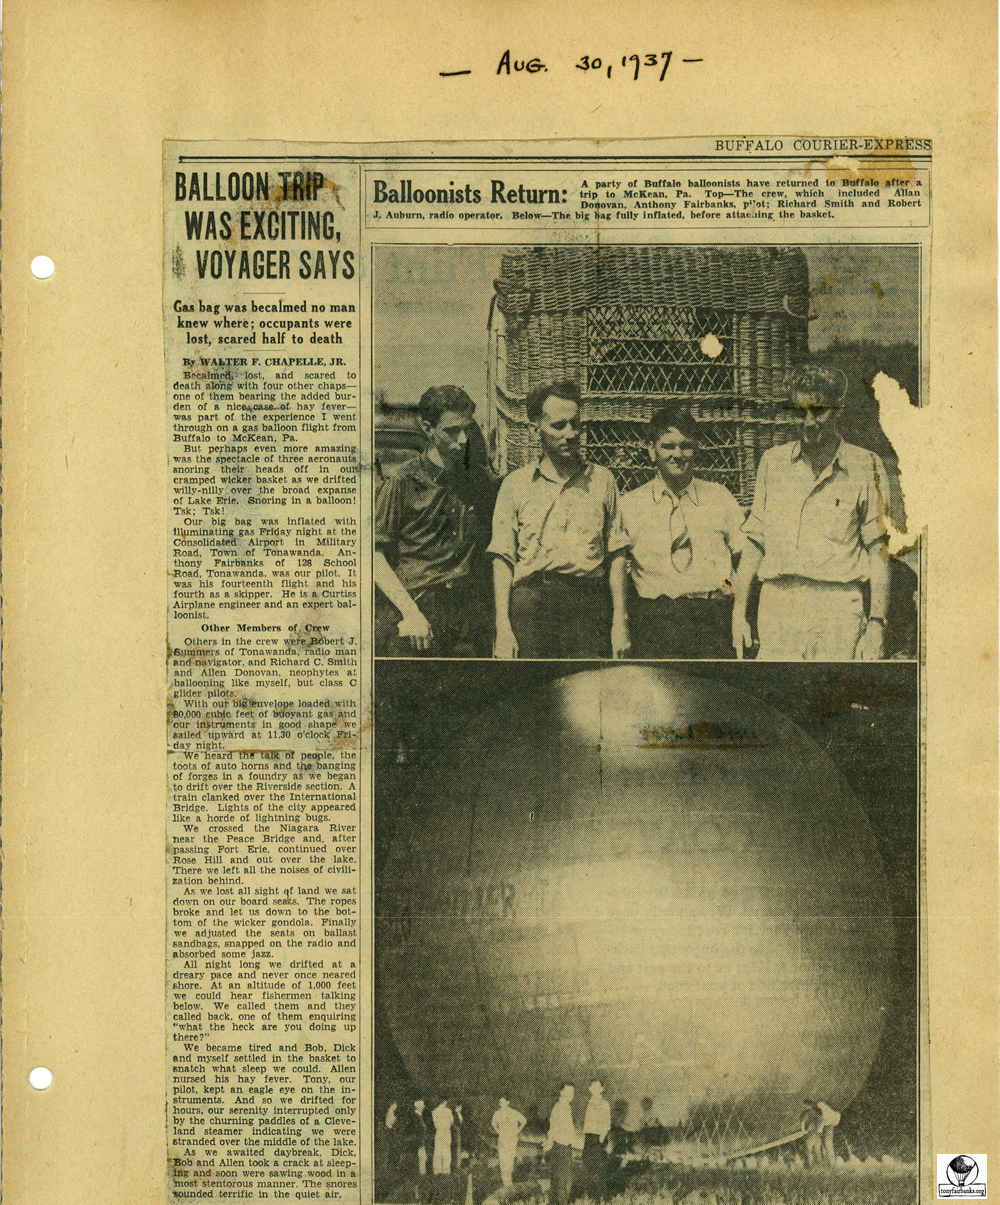 — AUG. 30, 1937 —
BUFFALO COURIER-EXPRESS
BALLOON TRIP
WAS EXCITING,
VOYAGER SAYS
Gas bag was becalmed no man
knew where; occupants were
lost, scared half to death
By WALTER F. CHAPELLE, JR.
Becalmed, lost, and scared to
death along with four other chaps—
one of them bearing the added bur-
den of a nice case of hay fever—
was part of the experience I went
through on a gas balloon flight from
Buffalo to McKean, Pa.
But perhaps even more amazing
was the spectacle of three aeronauts
snoring their heads off in our
cramped wicker basket as we drifted
willy-nilly over the broad expanse
of Lake Erie. Snoring in a balloon!
Tsk; Tsk!
Our big bag was inflated with
illuminating gas Friday night at the
Consolidated Airport in Military
Road, Town of Tonawanda. An-
thony Fairbanks of 128 School
Road, Tonawanda, was our pilot. It
was his fourteenth flight and his
fourth as a skipper. He is a Curtiss
Airplane engineer and an expert bal-
loonist.
Other Members of Crew
Others in the crew were Robert J.
Summers of Tonawanda, radio man
and navigator, and Richard C. Smith
and Allen Donovan, neophytes at
ballooning like myself, but class C
glider pilots.
With our big envelope loaded with
80,000 cubic feet of buoyant gas and
our instruments in good shape we
sailed upward at 11.30 o'clock Fri-
day night.
We heard the talk of people, the
toots of auto horns and the banging
of forges in a foundry as we began
to drift over the Riverside section. A
train clanked over the International
Bridge. Lights of the city appeared
like a horde of lightning bugs.
We crossed the Niagara River
near the Peace Bridge and, after
passing Fort Erie, continued over
Rose Hill and out over the lake.
There we left all the noises of civili-
zation behind.
As we lost all sight of land we sat
down on our board seats. The ropes
broke and let us down to the bot-
tom of the wicker gondola. Finally
we adjusted the seats on ballast
sandbags, snapped on the radio and
absorbed some jazz.
All night long we drifted at a
dreary pace and never once neared
shore. At an altitude of 1,000 feet
we could hear fishermen talking
below. We called them and they
called back, one of them enquiring
"what the heck are you doing up
there?"
We became tired and Bob, Dick
and myself settled in the basket to
snatch what sleep we could. Allen
nursed his hay fever. Tony, our
pilot, kept an eagle eye on the in-
struments. And so we drifted for
hours, our serenity interrupted only
by the churning paddles of a Cleve-
land steamer indicating we were
stranded over the middle of the lake.
As we awaited daybreak, Dick,
Bob and Allen took a crack at sleep-
ing and soon were sawing wood in a
most stentorous manner. The snores
sounded terrific in the quiet air.
Balloonists Return: A party of Buffalo balloonists have returned to Buffalo after a
trip to McKean, Pa. Top—The crew, which included Allan
Donovan, Anthony Fairbanks, pilot; Richard Smith and Robert
J. Auburn, radio operator. Below—The big bag fully inflated, before attaching the basket.
tonyfairbanks.org